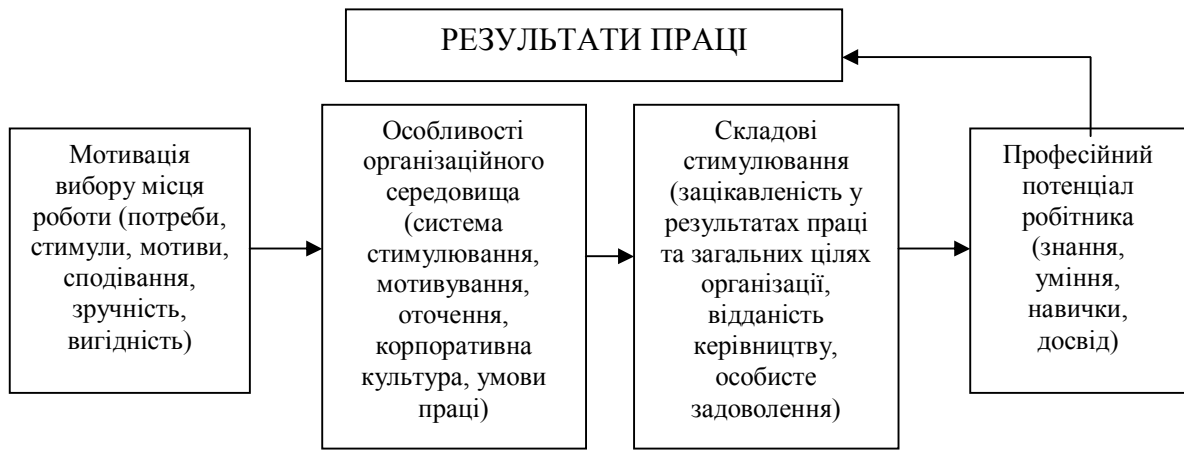 РЕЗУЛЬТАТИ ПРАЦІ
Мотивація
вибору місця
роботи (потреби,
стимули, мотиви,
сподівання,
зручність,
вигідність)
Особливості
організаційного
середовища
(система
стимулювання,
мотивування,
оточення,
корпоративна
культура, умови
праці)
Складові
стимулювання
(зацікавленість у
результатах праці
та загальних цілях
організації,
відданість
керівництву,
особисте
задоволення)
Професійний
потенціал
робітника
(знання,
уміння,
навички,
досвід)